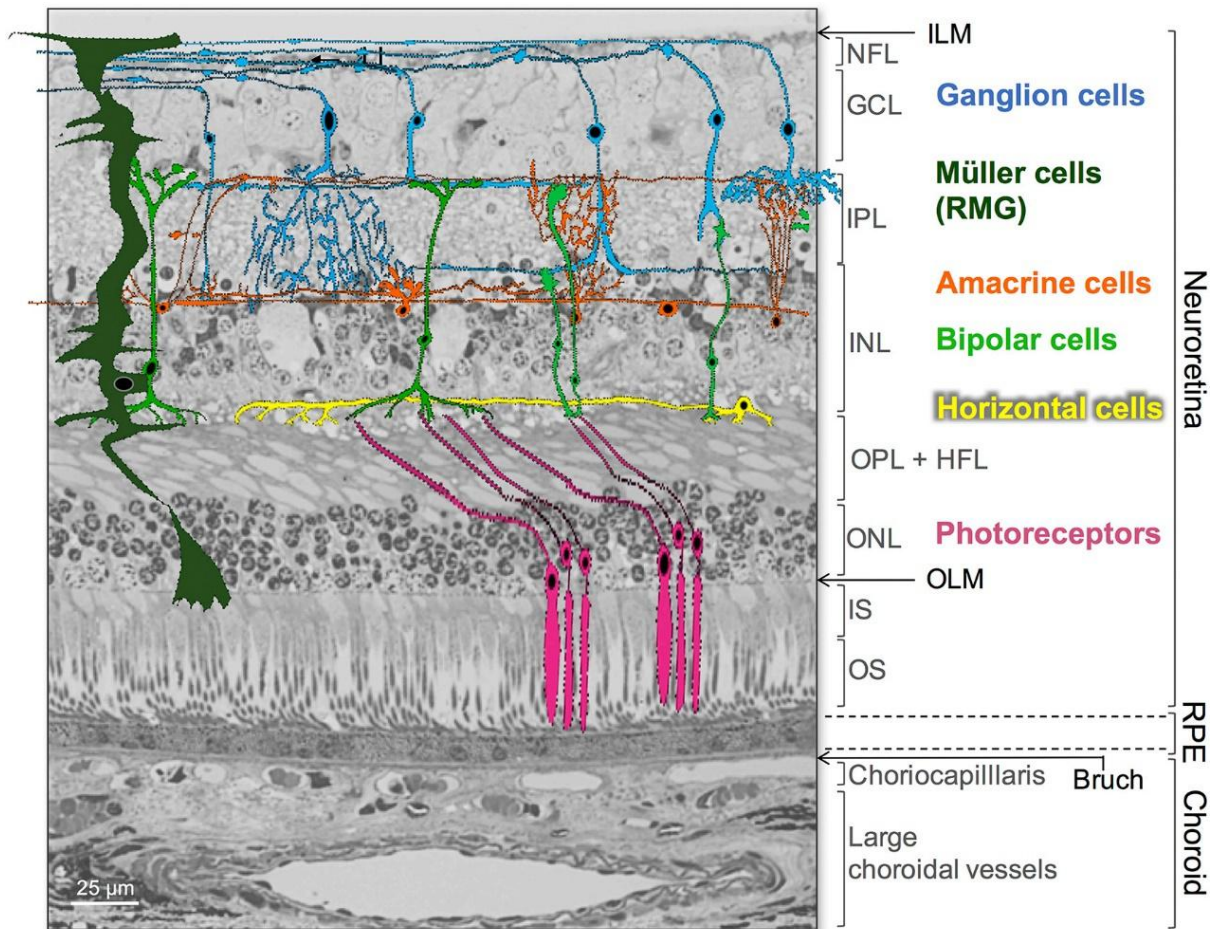 ILM
NFL
GCL
Ganglion cells
Müller cells
(RMG)
IPL
Amacrine cells
INL
Bipolar cells
Horizontal cells
OPL + HFL
ONL
Photoreceptors
OLM
IS
OS
Neuroretina
RPE
Choriocapilllaris
Bruch
Large
choroidal vessels
Choroid
25 µm